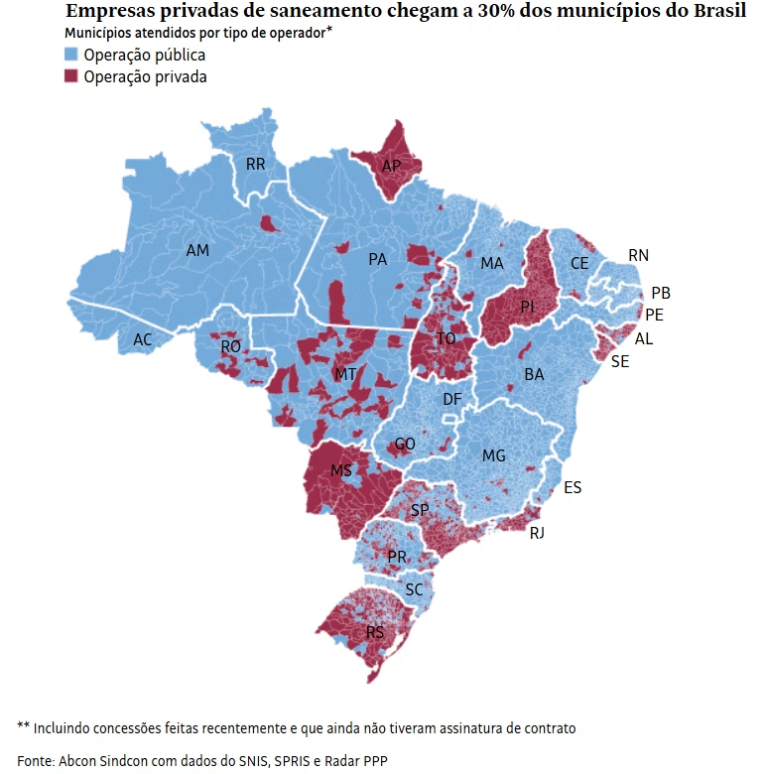 Empresas privadas de saneamento chegam a 30% dos municípios do Brasil
Municípios atendidos por tipo de operador*
Operação pública
Operação privada
RR
AP
AM
PA
MA
CE
RN
PB
PE
PI
AL
AC
RO
TO
SE
MT
BA
DF
GO
MG
MS
ES
SP
RJ
PR
SC
RS
** Incluindo concessões feitas recentemente e que ainda não tiveram assinatura de contrato
Fonte: Abcon Sindcon com dados do SNIS, SPRIS e Radar PPP